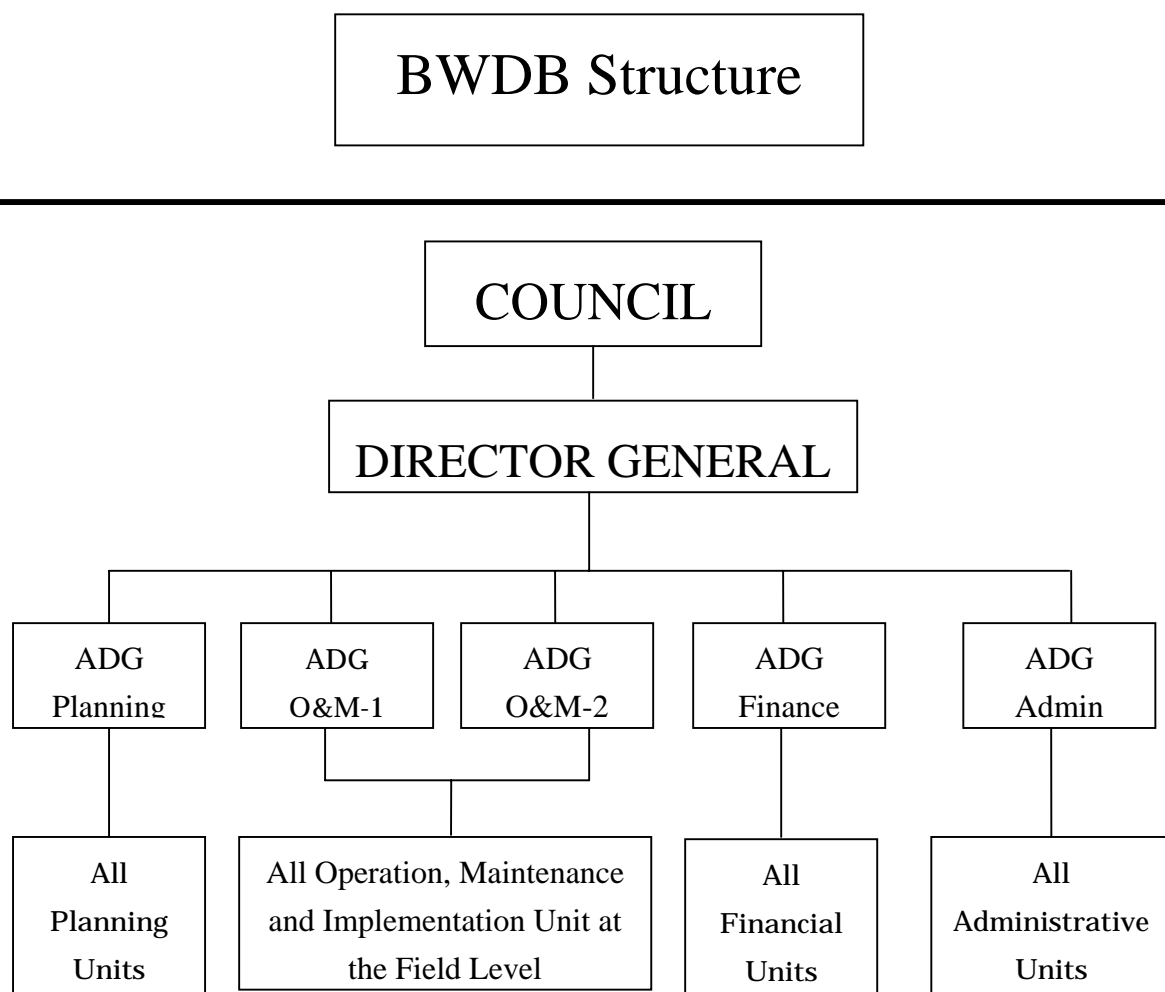 BWDB Structure
COUNCIL
DIRECTOR GENERAL
ADG
Planning
ADG
O&M-1
ADG
O&M-2
ADG
Finance
ADG
Admin
All
Planning
Units
All Operation, Maintenance
and Implementation Unit at
the Field Level
All
Financial
Units
All
Administrative
Units